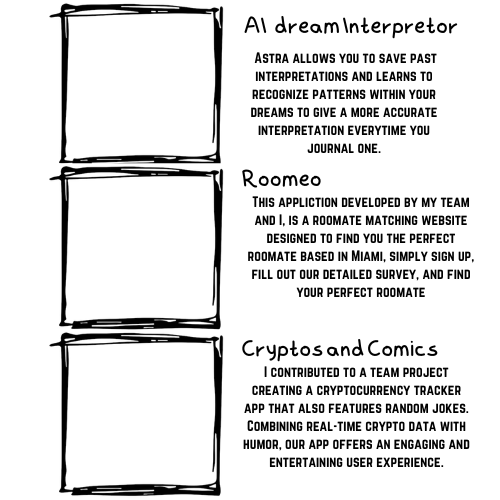 AI dreamInterpretor
Astra allows you to save past
interpretations and learns to
recognize patterns within your
dreams to give a more accurate
interpretation everytime you
journal one.
Roomeo
This appliction developed by my team
and I, is a roomate matching website
designed to find you the perfect
roomate based in Miami, simply sign up,
fill out our detailed survey, and find
your perfect roomate
Cryptos and Comics
I contributed to a team project
creating a cryptocurrency tracker
app that also features random jokes.
Combining real-time crypto data with
humor, our app offers an engaging and
entertaining user experience.